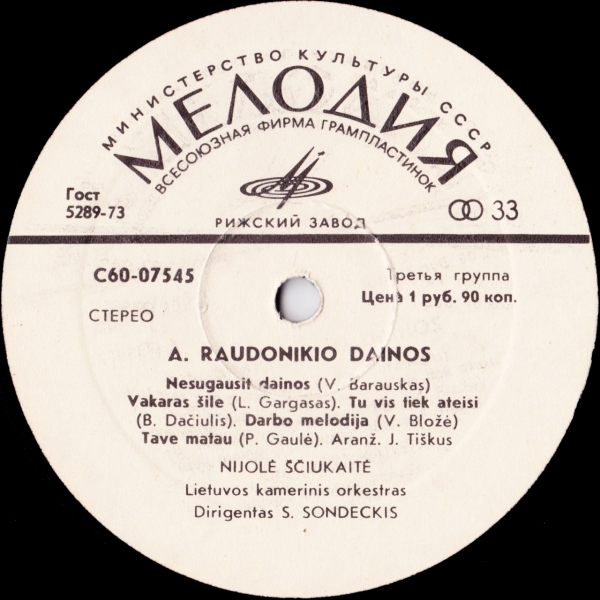 МИНИСТЕРСТВО КУЛЬТУРЫ СССР
МЕЛОДИЯ
ВСЕСОЮЗНАЯ ФИРМА ГРАМПЛАСТИНОК
Гост
5289-73
33
РИЖСКИЙ ЗАВОД
С60-07545
Третья группа
Цена 1 руб. 90 коп.
СТЕРЕО
A. RAUDONIKIO DAINOS
Nesugausit dainos (V. Barauskas)
Vakaras šile (L. Gargasas). Tu vis tiek ateisi
(B. Dačiulis). Darbo melodija (V. Bložė)
Tave matau (P. Gaulė). Aranž. J. Tiškus
NIJOLĖ ŠČIUKAITĖ
Lietuvos kamerinis orkestras
Dirigentas S. SONDECKIS